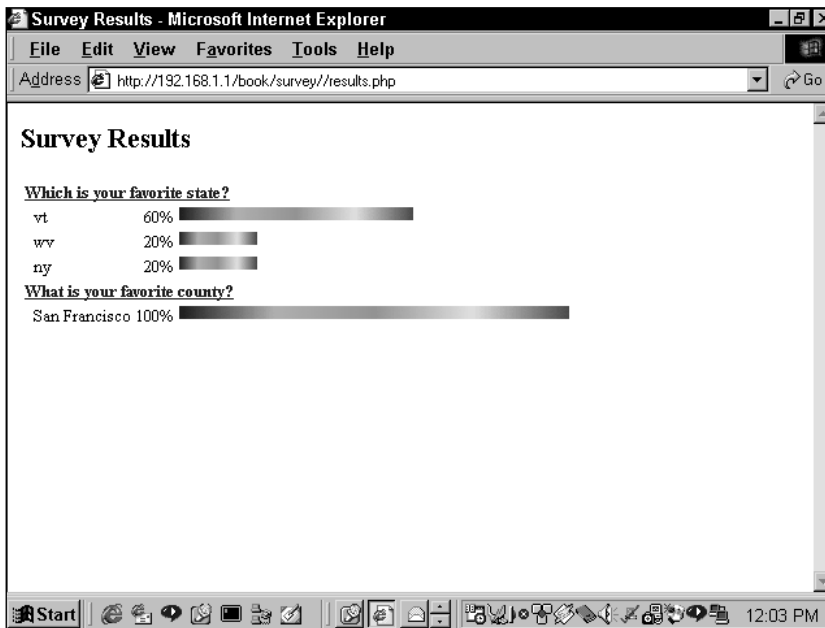 Survey Results - Microsoft Internet Explorer
File Edit View Favorites Tools Help
Address http://192.168.1.1/book/survey//results.php Go
Survey Results
Which is your favorite state?
vt 60%
wv 20%
ny 20%
What is your favorite county?
San Francisco 100%
Start 12:03 PM